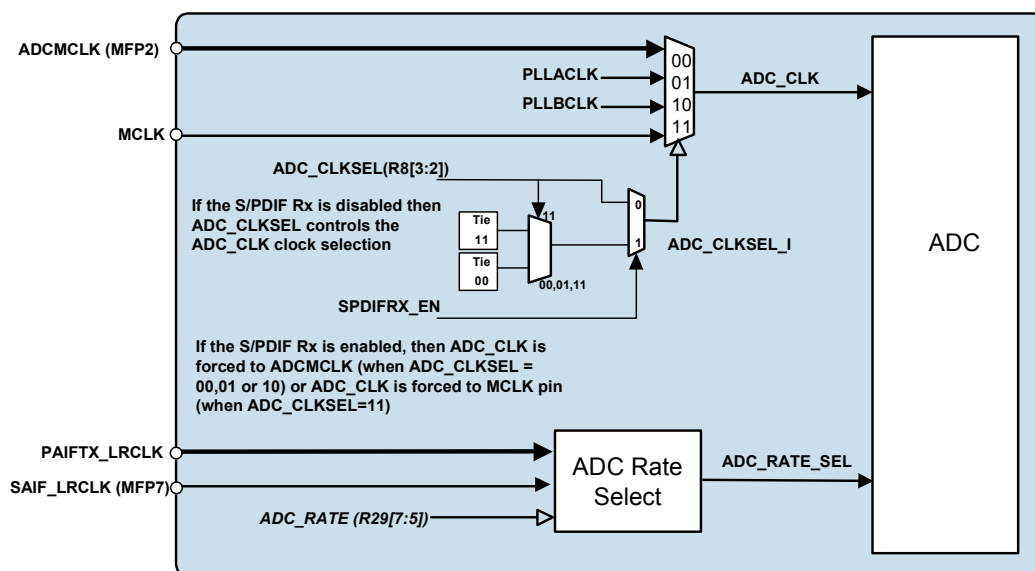 ADCMCLK (MFP2)
00
01
10
11
PLLACLK
PLLBCLK
ADC_CLK
MCLK
ADC_CLKSEL(R8[3:2])
If the S/PDIF Rx is disabled then
ADC_CLKSEL controls the
ADC_CLK clock selection
Tie
11
Tie
00
11
00,01,11
0
1
ADC_CLKSEL_I
ADC
SPDIFRX_EN
If the S/PDIF Rx is enabled, then ADC_CLK is
forced to ADCMCLK (when ADC_CLKSEL =
00,01 or 10) or ADC_CLK is forced to MCLK pin
(when ADC_CLKSEL=11)
PAIFTX_LRCLK
SAIF_LRCLK (MFP7)
ADC_RATE (R29[7:5])
ADC Rate
Select
ADC_RATE_SEL